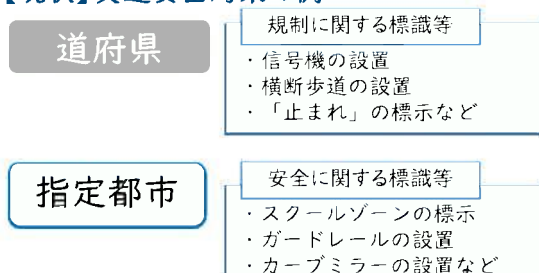 道府県
規制に関する標識等
・信号機の設置
・横断歩道の設置
・「止まれ」の標示など
指定都市
安全に関する標識等
・スクールゾーンの標示
・ガードレールの設置
・カーブミラーの設置など